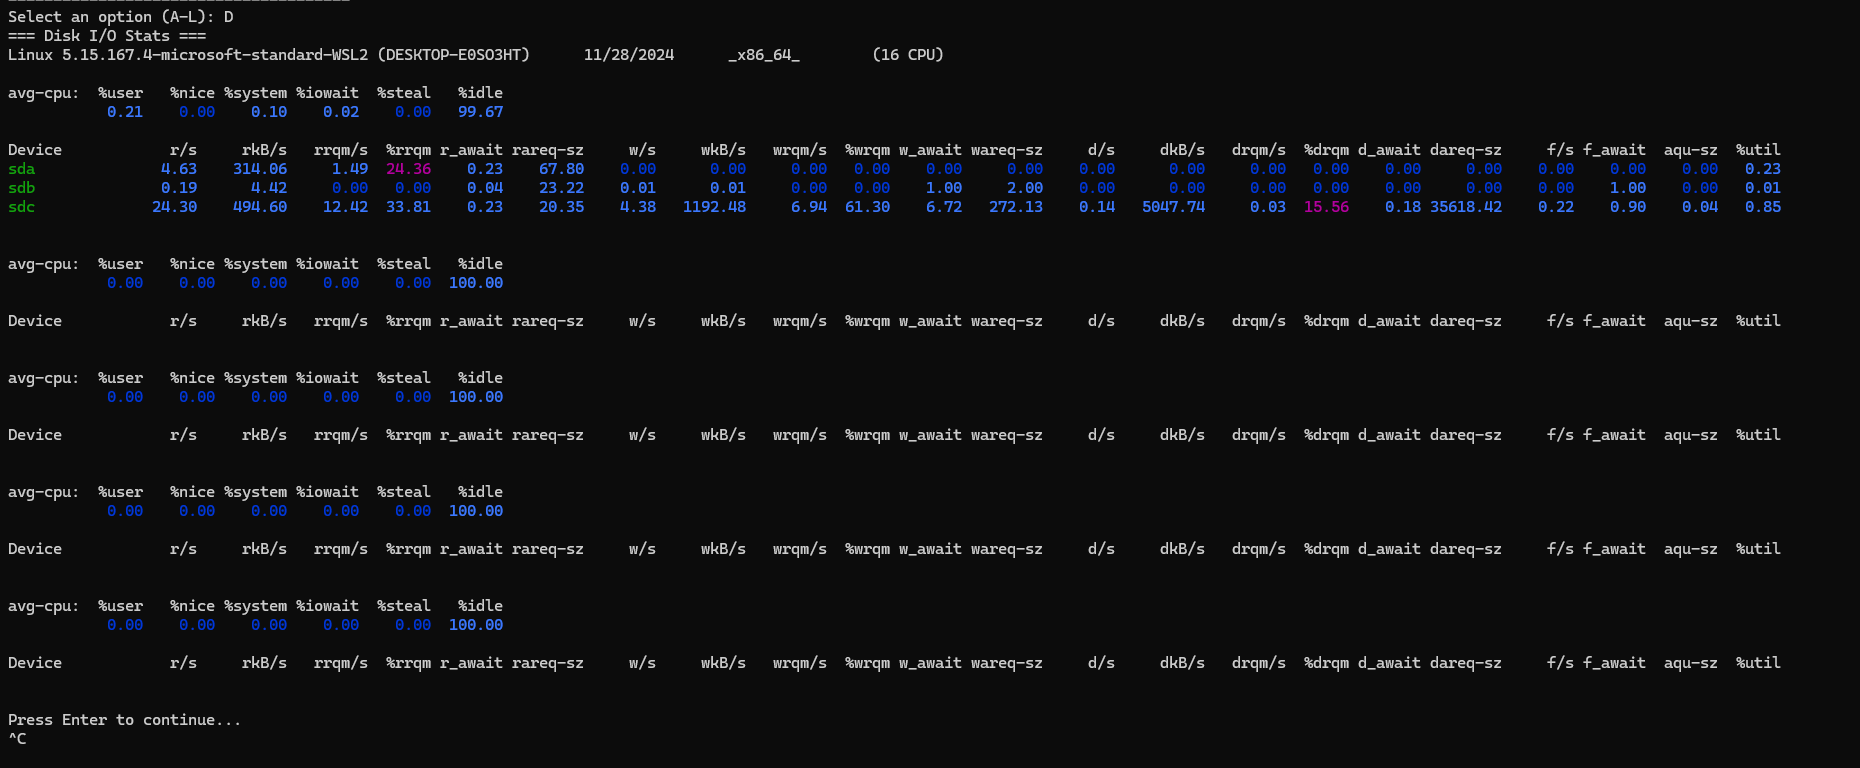 Select an option (A-L): D
=== Disk I/O Stats ===
Linux 5.15.167.4-microsoft-standard-WSL2 (DESKTOP-E0SO3HT)      11/28/2024      _x86_64_        (16 CPU)
avg-cpu:  %user   %nice %system %iowait  %steal   %idle
           0.21    0.00    0.10    0.02    0.00   99.67
Device            r/s     rkB/s   rrqm/s  %rrqm r_await rareq-sz     w/s     wkB/s   wrqm/s  %wrqm w_await wareq-sz     d/s     dkB/s   drqm/s  %drqm d_await dareq-sz     f/s f_await  aqu-sz  %util
sda              4.63    314.06     1.49  24.36    0.23    67.80    0.00      0.00     0.00   0.00    0.00     0.00    0.00      0.00     0.00   0.00    0.00     0.00    0.00    0.00    0.00   0.23
sdb              0.19      4.42     0.00   0.00    0.04    23.22    0.01      0.01     0.00   0.00    1.00     2.00    0.00      0.00     0.00   0.00    0.00     0.00    0.00    1.00    0.00   0.01
sdc             24.30    494.60    12.42  33.81    0.23    20.35    4.38   1192.48     6.94  61.30    6.72   272.13    0.14   5047.74     0.03  15.56    0.18 35618.42    0.22    0.90    0.04   0.85
avg-cpu:  %user   %nice %system %iowait  %steal   %idle
           0.00    0.00    0.00    0.00    0.00  100.00
Device            r/s     rkB/s   rrqm/s  %rrqm r_await rareq-sz     w/s     wkB/s   wrqm/s  %wrqm w_await wareq-sz     d/s     dkB/s   drqm/s  %drqm d_await dareq-sz     f/s f_await  aqu-sz  %util
avg-cpu:  %user   %nice %system %iowait  %steal   %idle
           0.00    0.00    0.00    0.00    0.00  100.00
Device            r/s     rkB/s   rrqm/s  %rrqm r_await rareq-sz     w/s     wkB/s   wrqm/s  %wrqm w_await wareq-sz     d/s     dkB/s   drqm/s  %drqm d_await dareq-sz     f/s f_await  aqu-sz  %util
avg-cpu:  %user   %nice %system %iowait  %steal   %idle
           0.00    0.00    0.00    0.00    0.00  100.00
Device            r/s     rkB/s   rrqm/s  %rrqm r_await rareq-sz     w/s     wkB/s   wrqm/s  %wrqm w_await wareq-sz     d/s     dkB/s   drqm/s  %drqm d_await dareq-sz     f/s f_await  aqu-sz  %util
avg-cpu:  %user   %nice %system %iowait  %steal   %idle
           0.00    0.00    0.00    0.00    0.00  100.00
Device            r/s     rkB/s   rrqm/s  %rrqm r_await rareq-sz     w/s     wkB/s   wrqm/s  %wrqm w_await wareq-sz     d/s     dkB/s   drqm/s  %drqm d_await dareq-sz     f/s f_await  aqu-sz  %util
Press Enter to continue...
^C